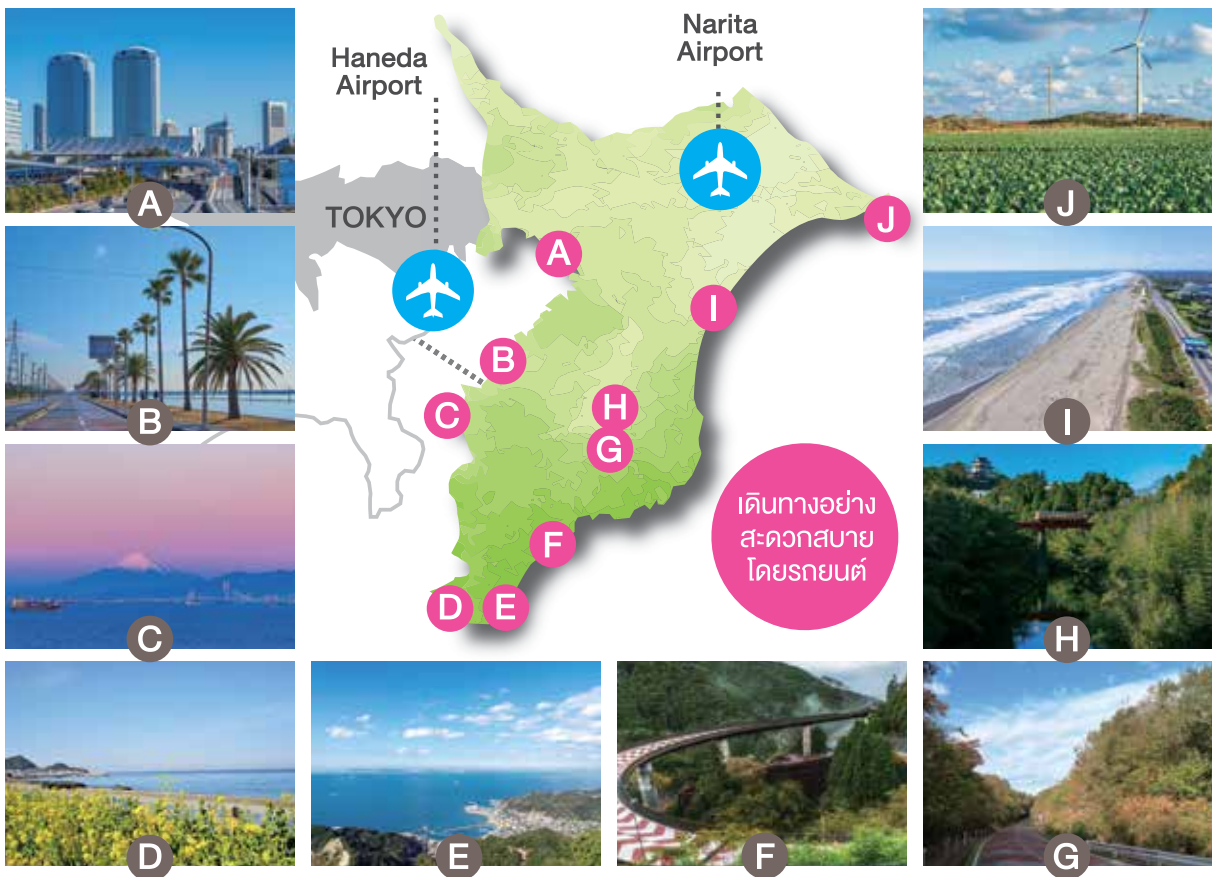 Haneda
Airport
Narita
Airport
TOKYO
A
B
C
D
E
F
G
H
I
J
เดินทางอย่าง
สะดวกสบาย
โดยรถยนต์
A
B
C
D
E
F
G
H
I
J